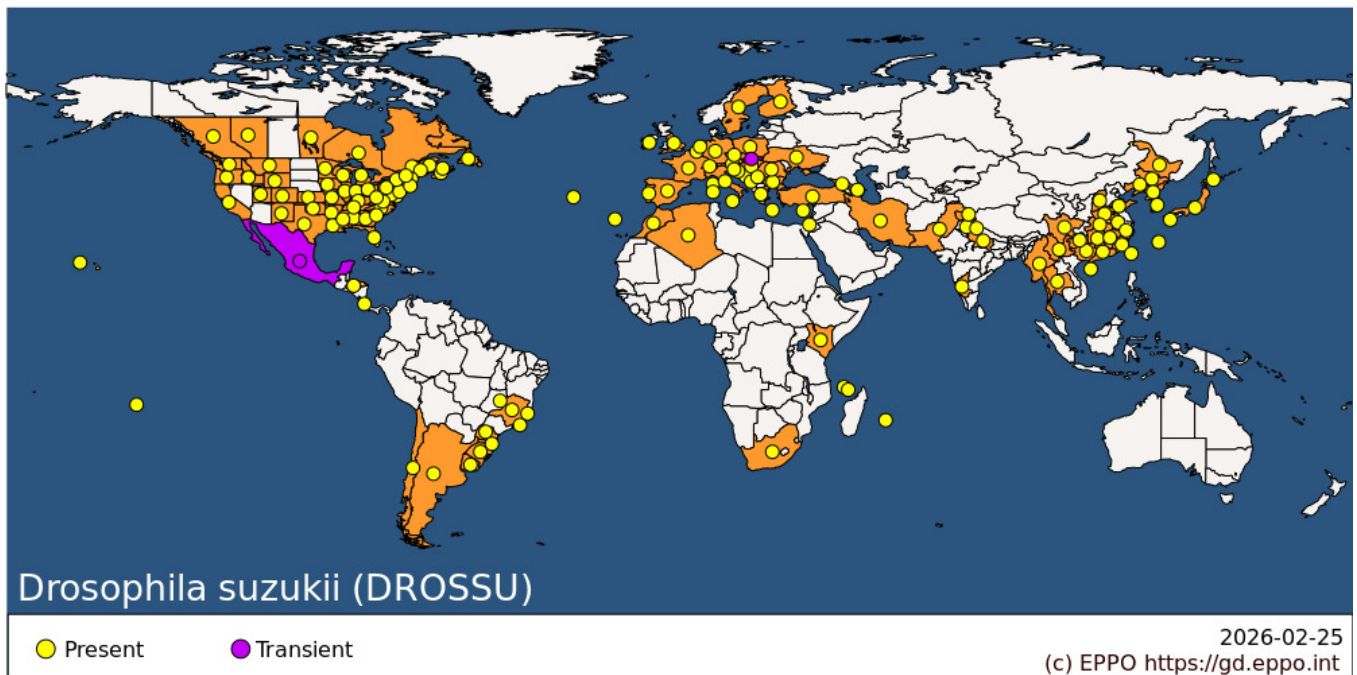 Drosophila suzukii (DROSSU)
Present
Transient
2026-02-25
(c) EPPO https://gd.eppo.int